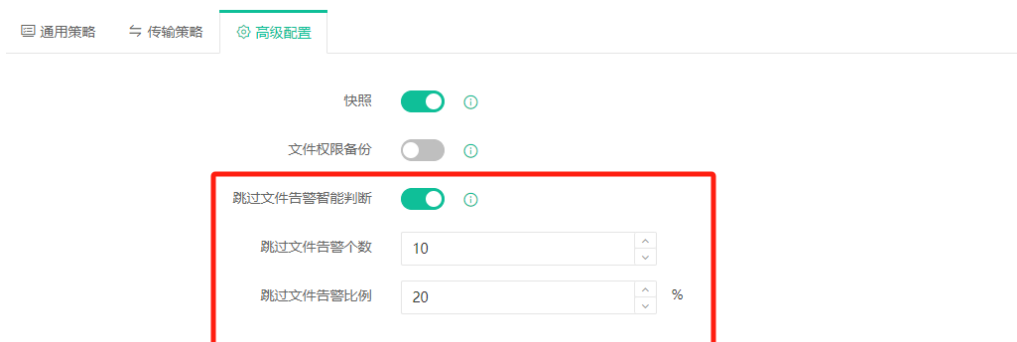 通用策略 传输策略 高级配置
快照
文件权限备份
跳过文件告警智能判断
跳过文件告警个数 10
跳过文件告警比例 20 %